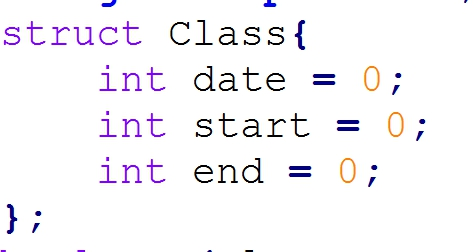 struct Class{
    int date = 0;
    int start = 0;
    int end = 0;
};